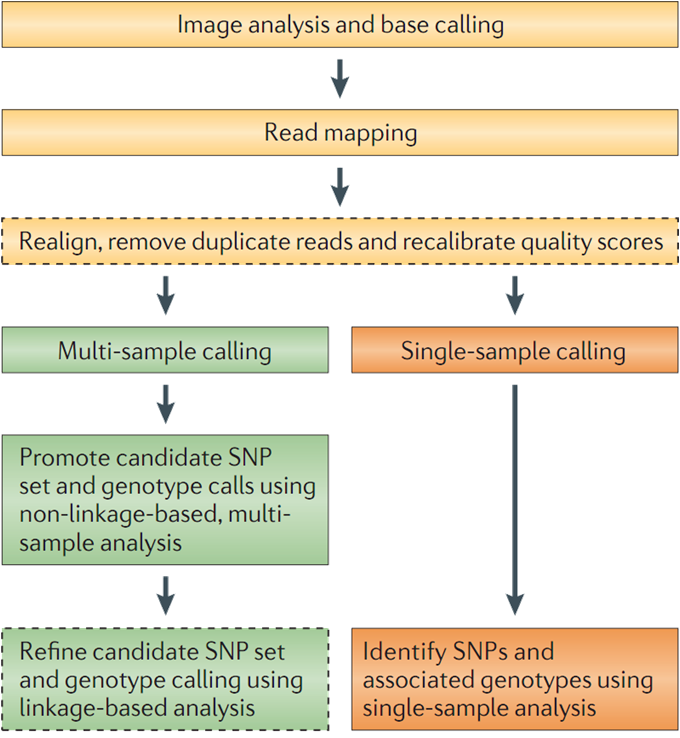 Image analysis and base calling
Read mapping
Realign, remove duplicate reads and recalibrate quality scores
Multi-sample calling
Single-sample calling
Promote candidate SNP
set and genotype calls using
non-linkage-based, multi-
sample analysis
Refine candidate SNP set
and genotype calling using
linkage-based analysis
Identify SNPs and
associated genotypes using
single-sample analysis